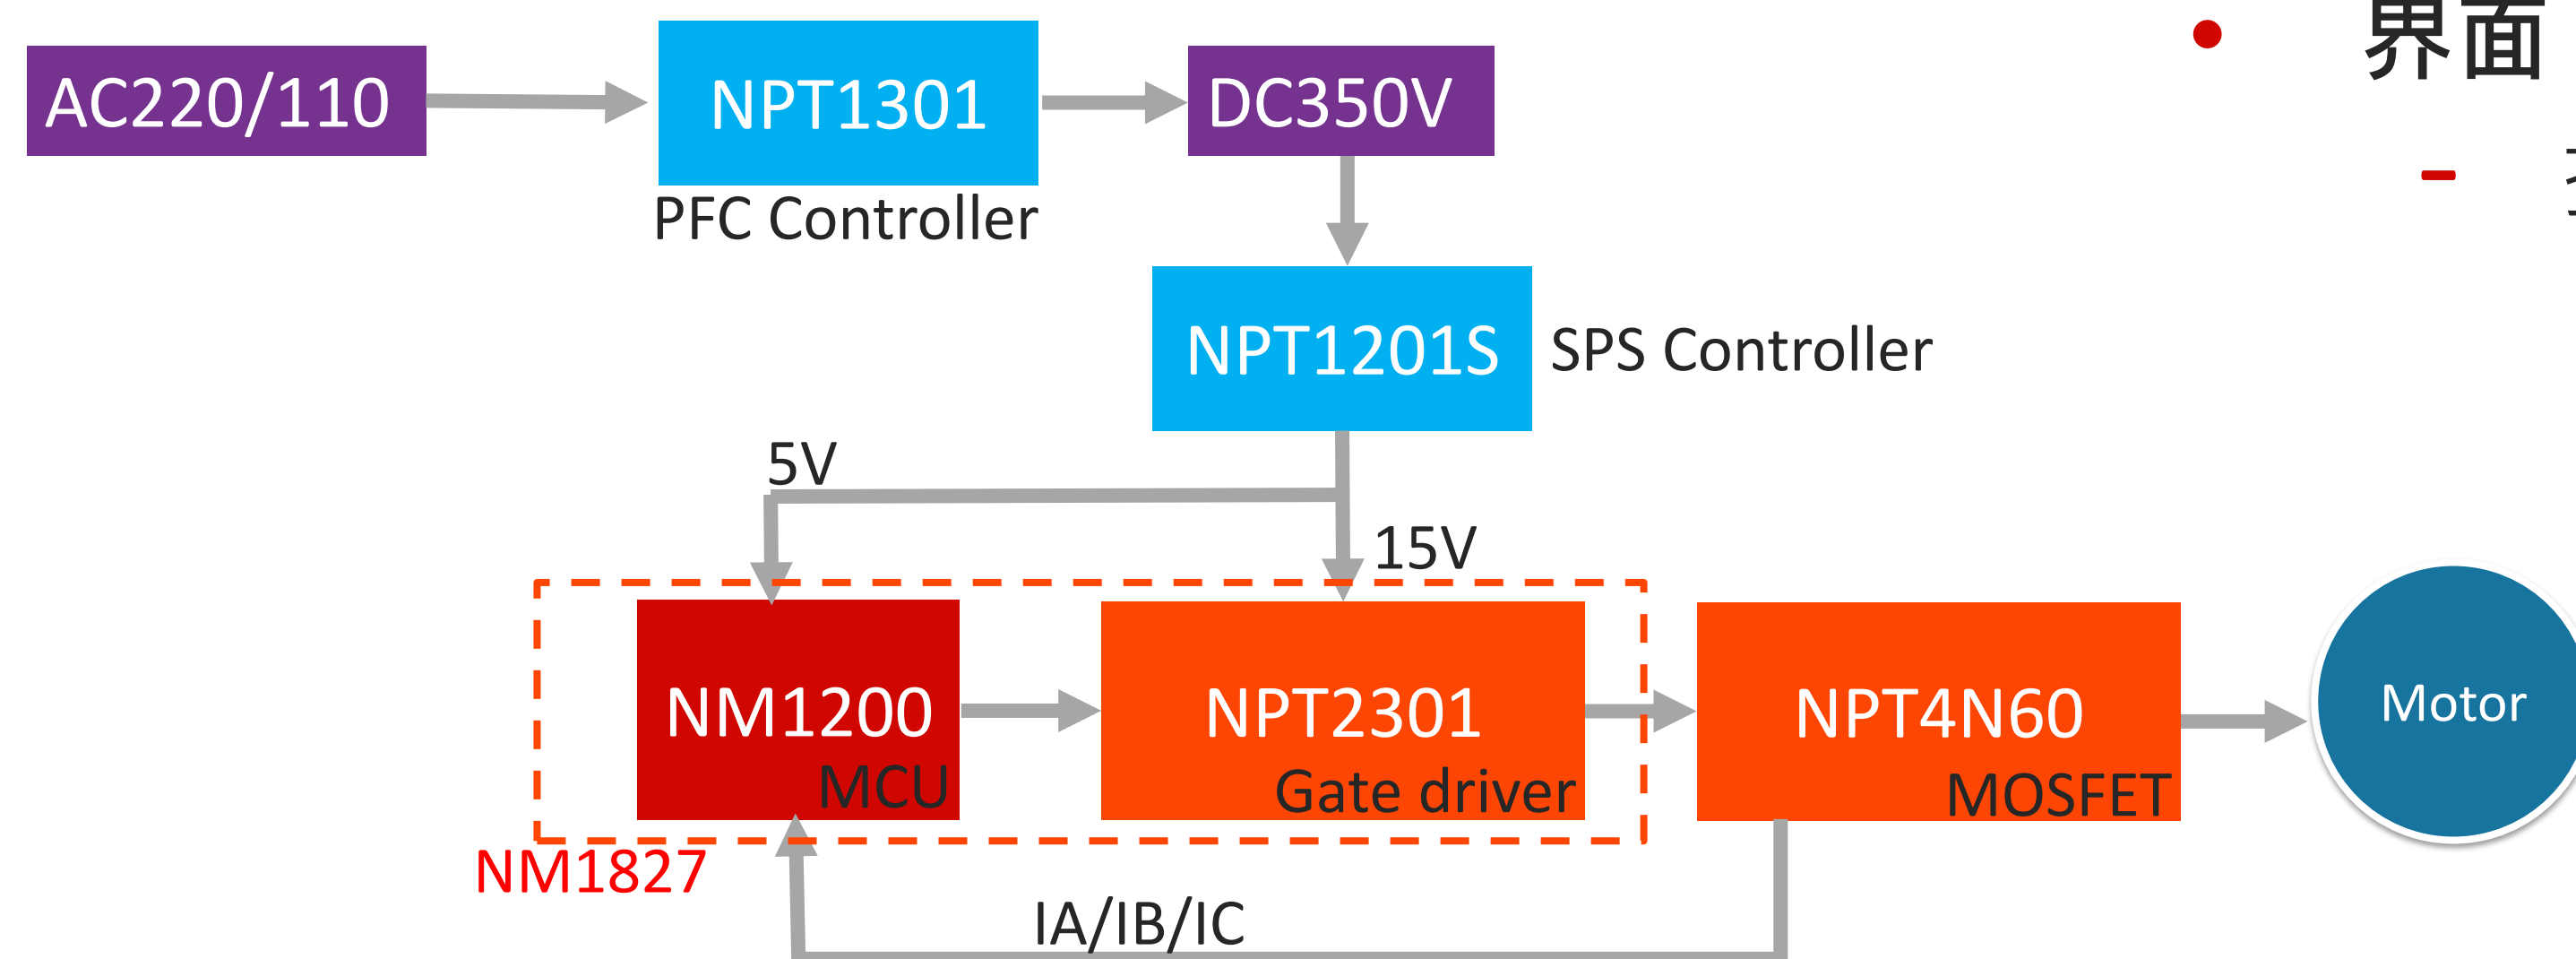 AC220/110
NPT1301
DC350V
PFC Controller
NPT1201S
SPS Controller
5V
15V
NM1200
MCU
NPT2301
Gate driver
NPT4N60
MOSFET
Motor
NM1827
IA/IB/IC
界面